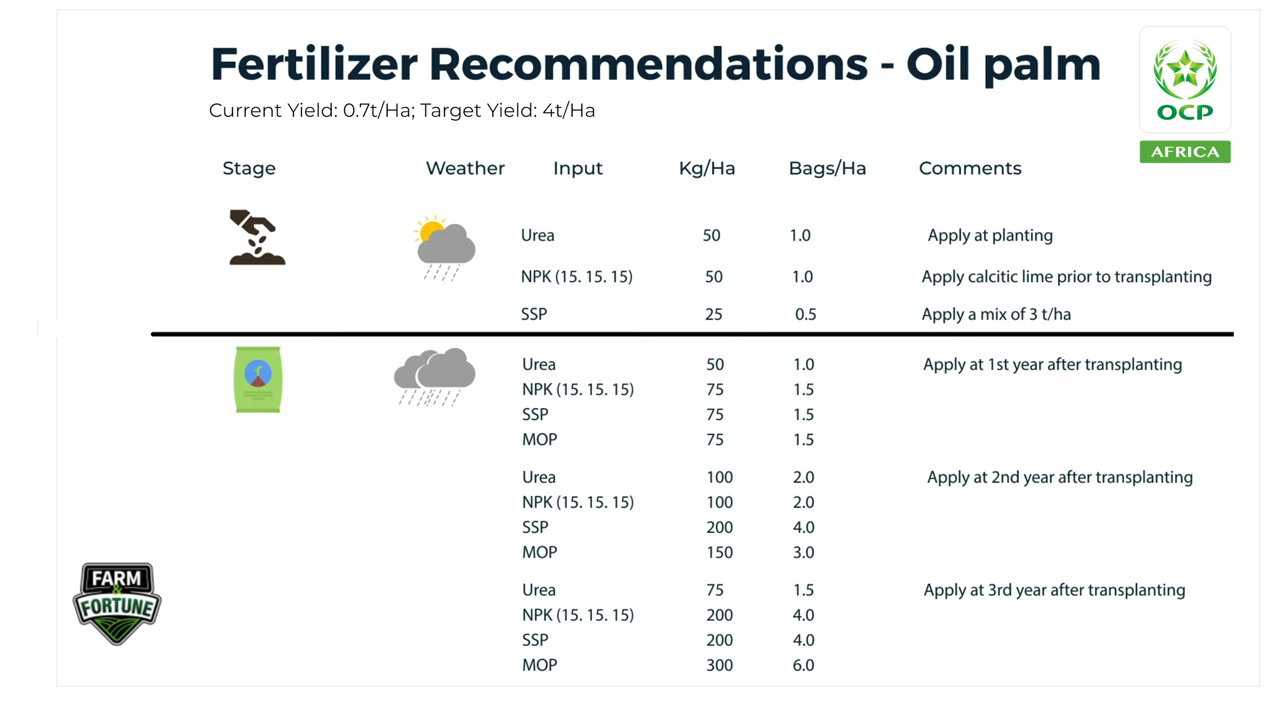 Fertilizer Recommendations - Oil palm
Current Yield: 0.7t/Ha; Target Yield: 4t/Ha
OCP
AFRICA
Stage Weather Input Kg/Ha Bags/Ha Comments
Urea 50 1.0 Apply at planting
NPK (15. 15. 15) 50 1.0 Apply calcitic lime prior to transplanting
SSP 25 0.5 Apply a mix of 3 t/ha
Urea 50 1.0 Apply at 1st year after transplanting
NPK (15. 15. 15) 75 1.5
SSP 75 1.5
MOP 75 1.5
Urea 100 2.0 Apply at 2nd year after transplanting
NPK (15. 15. 15) 100 2.0
SSP 200 4.0
MOP 150 3.0
Urea 75 1.5 Apply at 3rd year after transplanting
NPK (15. 15. 15) 200 4.0
SSP 200 4.0
MOP 300 6.0
FARM
&
FORTUNE